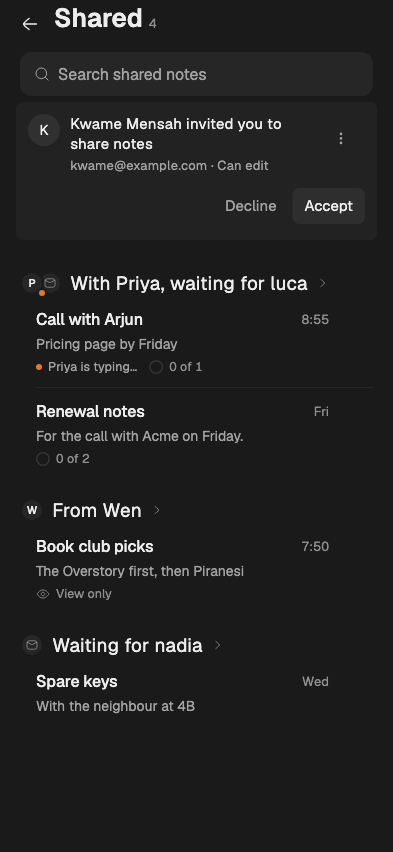 Shared 4
Search shared notes
K
Kwame Mensah invited you to
share notes
kwame@example.com · Can edit
Decline
Accept
P
With Priya, waiting for luca
Call with Arjun
8:55
Pricing page by Friday
Priya is typing...
0 of 1
Renewal notes
Fri
For the call with Acme on Friday.
0 of 2
W
From Wen
Book club picks
7:50
The Overstory first, then Piranesi
View only
Waiting for nadia
Spare keys
Wed
With the neighbour at 4B